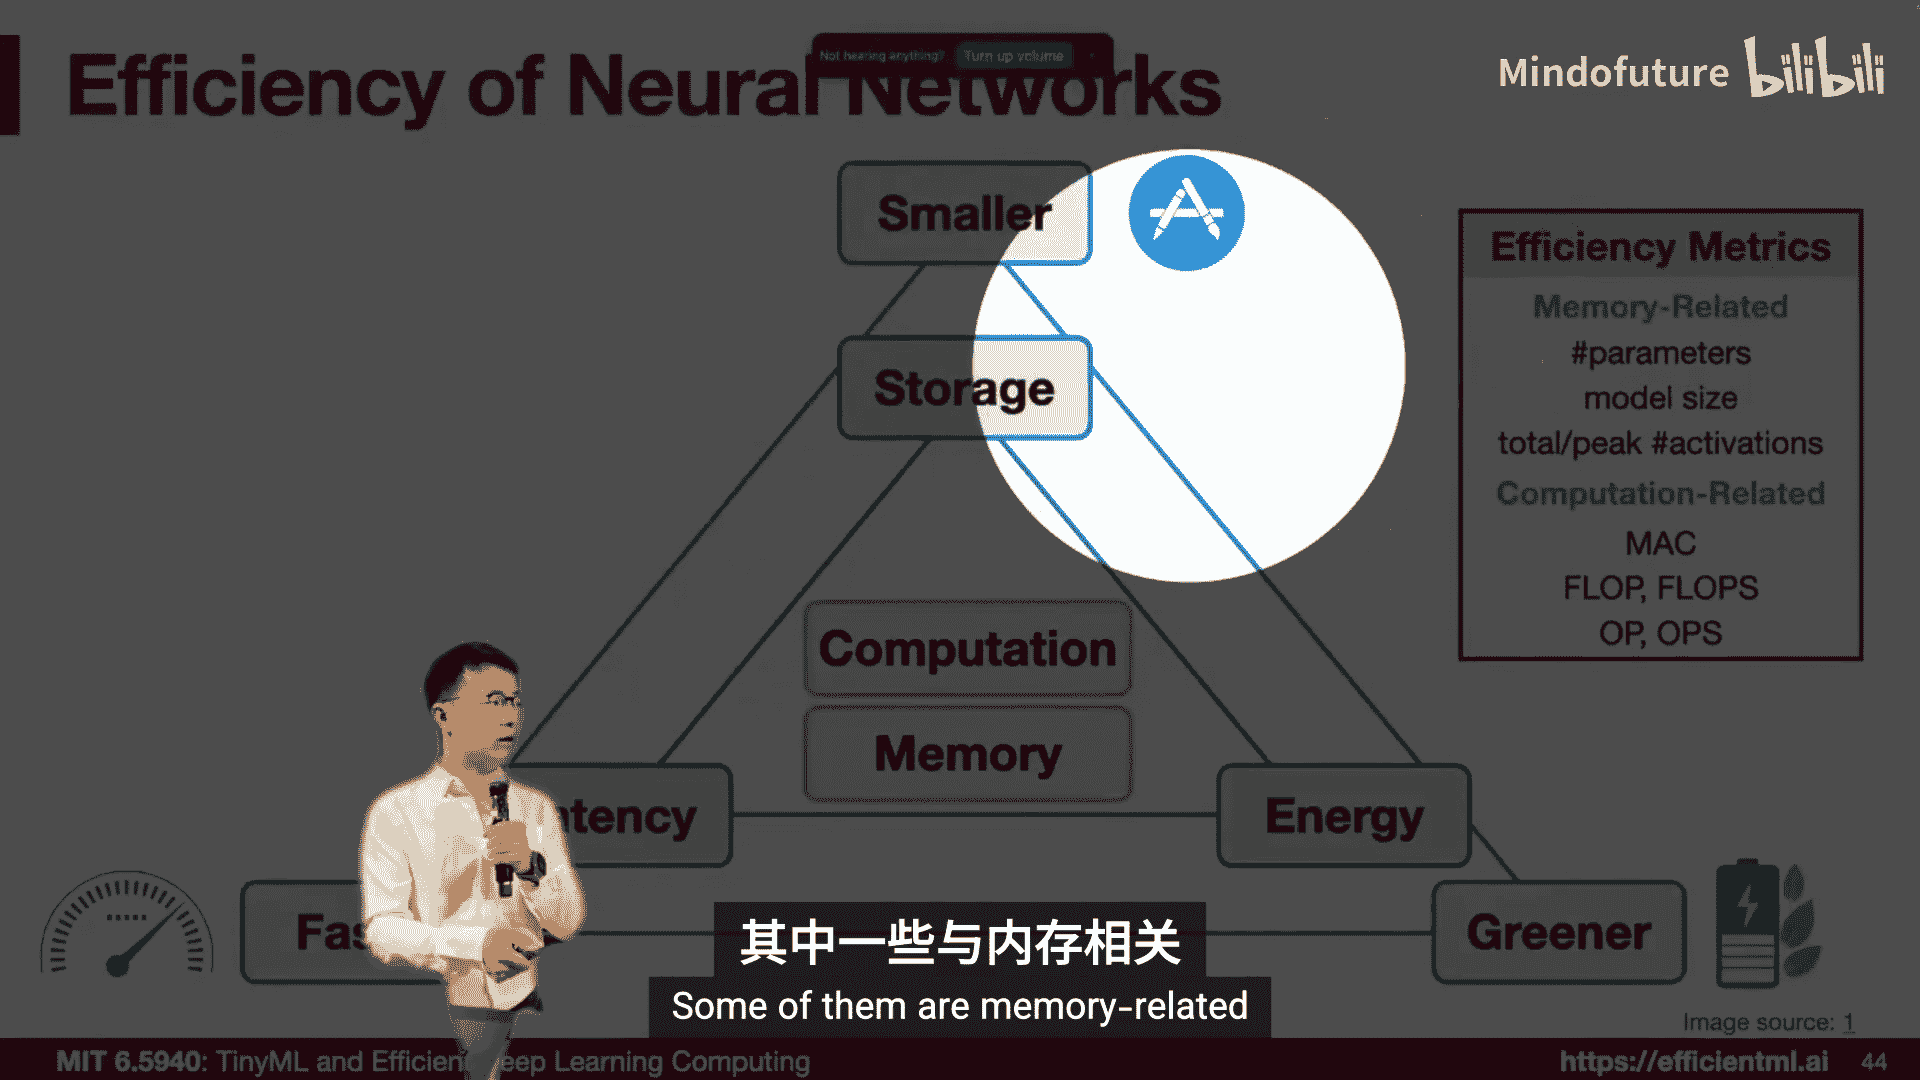 Not hearing anything? Turn up volume
Efficiency of Neural Networks
Mindofuture bilibili
Smaller
Storage
Computation
Memory
tency
Energy
Fas
Greener
Efficiency Metrics
Memory-Related
#parameters
model size
total/peak #activations
Computation-Related
MAC
FLOP, FLOPS
OP, OPS
其中一些与内存相关
Some of them are memory-related
Image source: 1
MIT 6.5940: TinyML and Efficien eep Learning Computing
https://efficientml.ai 44